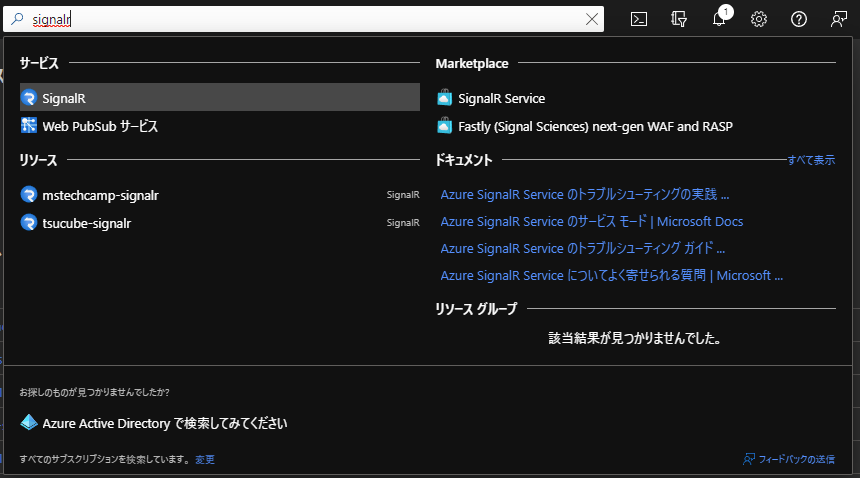 signalr
1
サービス
SignalR
Web PubSub サービス
リソース
mstechcamp-signalr SignalR
tsucube-signalr SignalR
Marketplace
SignalR Service
Fastly (Signal Sciences) next-gen WAF and RASP
ドキュメント すべて表示
Azure SignalR Service のトラブルシューティングの実践 ...
Azure SignalR Service のサービス モード | Microsoft Docs
Azure SignalR Service のトラブルシューティング ガイド ...
Azure SignalR Service についてよく寄せられる質問 | Microsoft ...
リソース グループ
該当結果が見つかりませんでした。
お探しのものが見つかりませんでしたか?
Azure Active Directory で検索してみてください
すべてのサブスクリプションを検索しています。 変更
フィードバックの送信